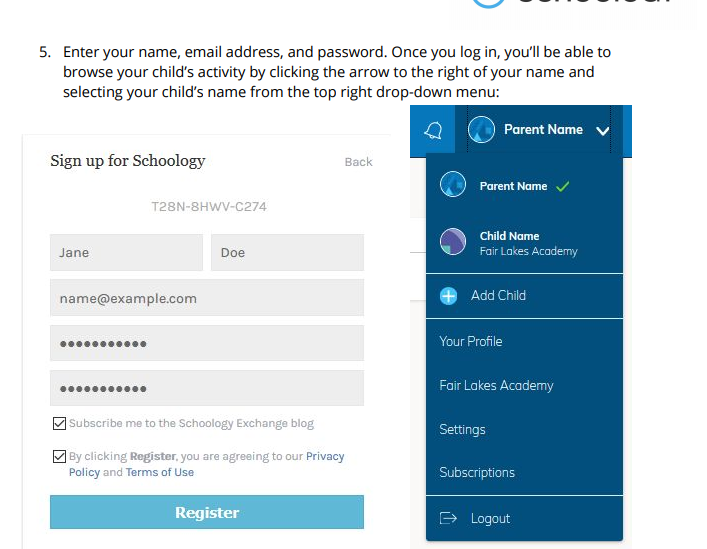 5. Enter your name, email address, and password. Once you log in, you’ll be able to
browse your child’s activity by clicking the arrow to the right of your name and
selecting your child’s name from the top right drop-down menu:
Sign up for Schoology
Back
T28N-8HWV-C274
Jane
Doe
name@example.com
●●●●●●●●●●●
●●●●●●●●●●●
Subscribe me to the Schoology Exchange blog
By clicking Register, you are agreeing to our Privacy
Policy and Terms of Use
Register
Parent Name
Parent Name
Child Name
Fair Lakes Academy
Add Child
Your Profile
Fair Lakes Academy
Settings
Subscriptions
Logout